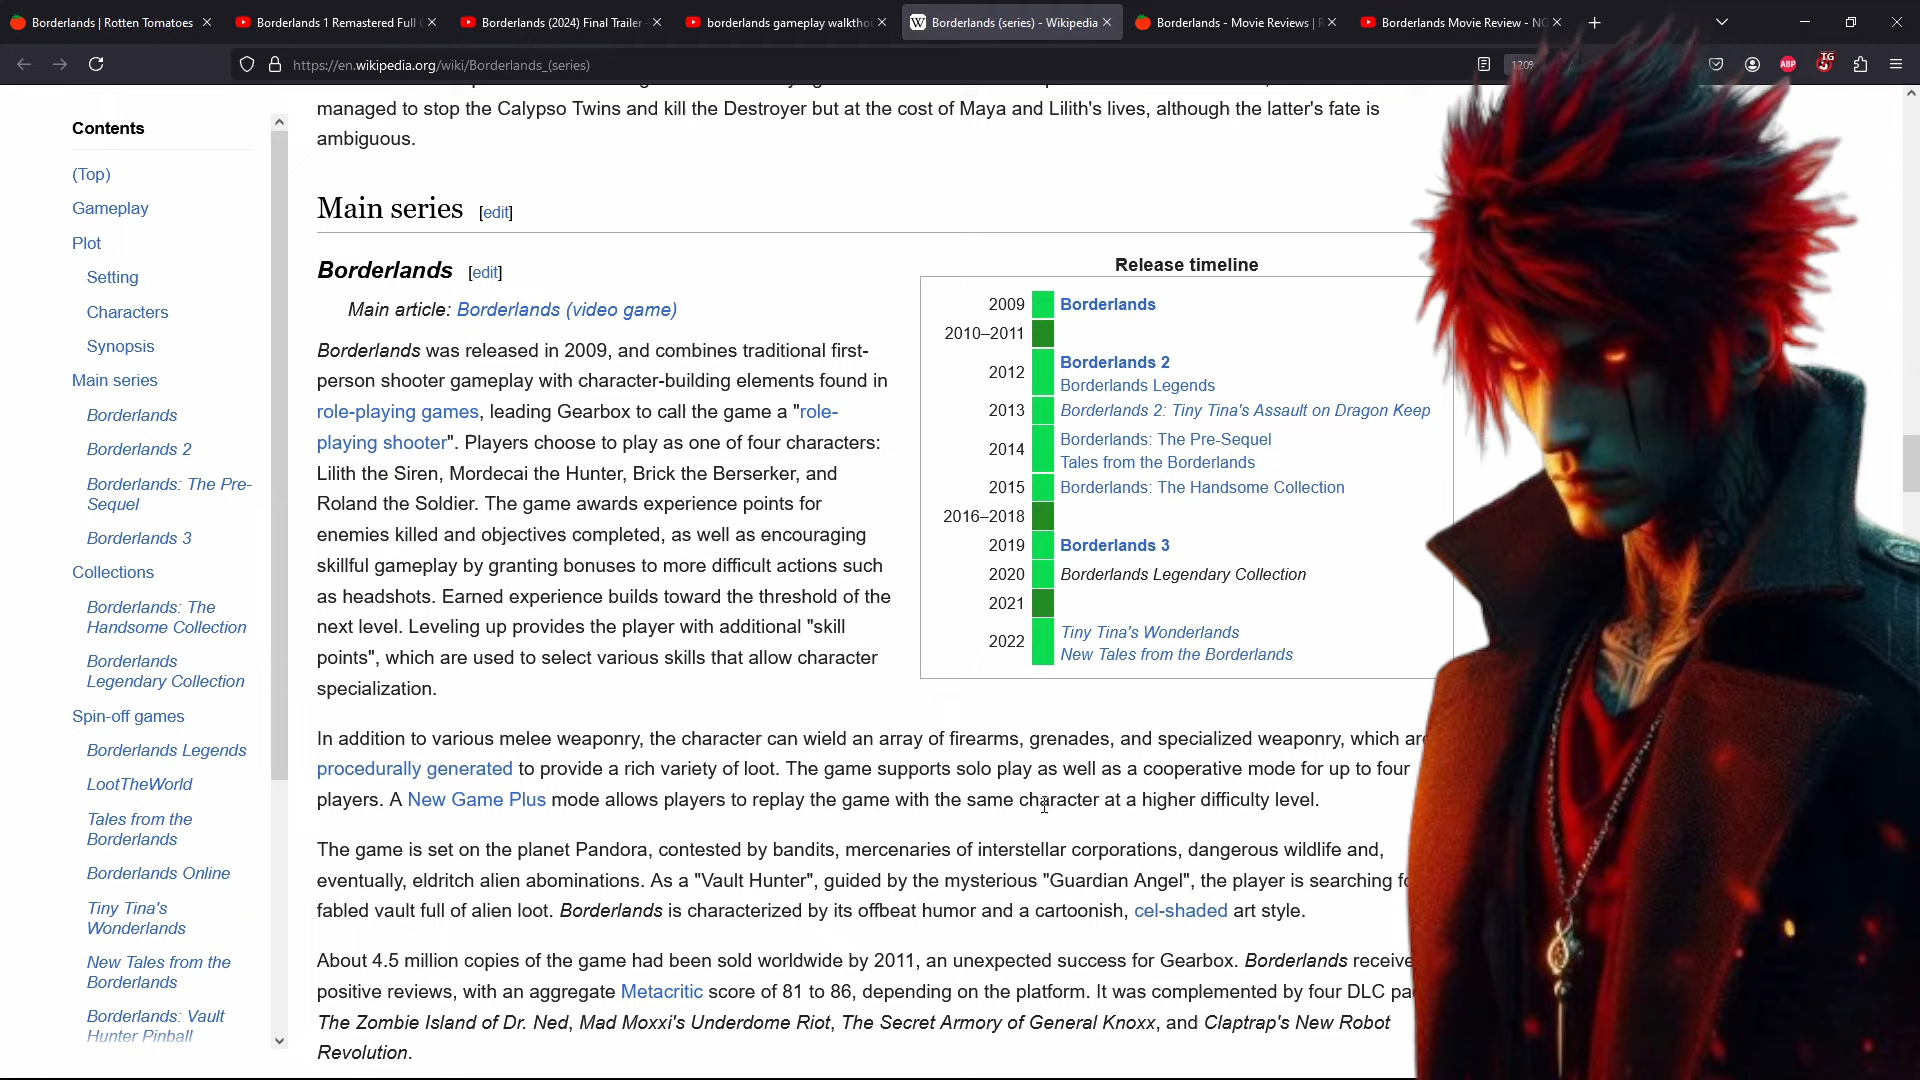 Borderlands | Rotten Tomatoes
Borderlands 1 Remastered Full
Borderlands (2024) Final Trailer
borderlands gameplay walktho
Borderlands (series) - Wikipedia
Borderlands - Movie Reviews |
Borderlands Movie Review -
https://en.wikipedia.org/wiki/Borderlands_(series)
120%
ABP
TG
Contents
(Top)
Gameplay
Plot
Setting
Characters
Synopsis
Main series
Borderlands
Borderlands 2
Borderlands: The Pre-
Sequel
Borderlands 3
Collections
Borderlands: The
Handsome Collection
Borderlands
Legendary Collection
Spin-off games
Borderlands Legends
LootTheWorld
Tales from the
Borderlands
Borderlands Online
Tiny Tina's
Wonderlands
New Tales from the
Borderlands
Borderlands: Vault
Hunter Pinball
managed to stop the Calypso Twins and kill the Destroyer but at the cost of Maya and Lilith's lives, although the latter's fate is
ambiguous.
Main series [edit]
Borderlands [edit]
Main article: Borderlands (video game)
Borderlands was released in 2009, and combines traditional first-
person shooter gameplay with character-building elements found in
role-playing games, leading Gearbox to call the game a "role-
playing shooter". Players choose to play as one of four characters:
Lilith the Siren, Mordecai the Hunter, Brick the Berserker, and
Roland the Soldier. The game awards experience points for
enemies killed and objectives completed, as well as encouraging
skillful gameplay by granting bonuses to more difficult actions such
as headshots. Earned experience builds toward the threshold of the
next level. Leveling up provides the player with additional "skill
points", which are used to select various skills that allow character
specialization.
Release timeline
2009 Borderlands
2010–2011
2012 Borderlands 2
Borderlands Legends
2013 Borderlands 2: Tiny Tina's Assault on Dragon Keep
2014 Borderlands: The Pre-Sequel
Tales from the Borderlands
2015 Borderlands: The Handsome Collection
2016–2018
2019 Borderlands 3
2020 Borderlands Legendary Collection
2021
2022 Tiny Tina's Wonderlands
New Tales from the Borderlands
In addition to various melee weaponry, the character can wield an array of firearms, grenades, and specialized weaponry, which are
procedurally generated to provide a rich variety of loot. The game supports solo play as well as a cooperative mode for up to four
players. A New Game Plus mode allows players to replay the game with the same character at a higher difficulty level.
The game is set on the planet Pandora, contested by bandits, mercenaries of interstellar corporations, dangerous wildlife and,
eventually, eldritch alien abominations. As a "Vault Hunter", guided by the mysterious "Guardian Angel", the player is searching
fabled vault full of alien loot. Borderlands is characterized by its offbeat humor and a cartoonish, cel-shaded art style.
About 4.5 million copies of the game had been sold worldwide by 2011, an unexpected success for Gearbox. Borderlands receive
positive reviews, with an aggregate Metacritic score of 81 to 86, depending on the platform. It was complemented by four DLC pa
The Zombie Island of Dr. Ned, Mad Moxxi's Underdome Riot, The Secret Armory of General Knoxx, and Claptrap's New Robot
Revolution.